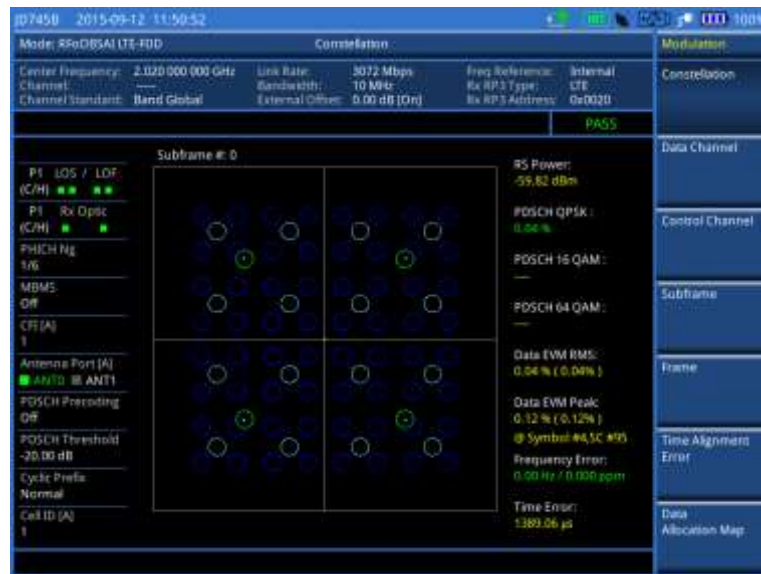 JD745B 2015-09-12 11:50:52
100%
Mode: RFoOBSAI LTE-FDD
Constellation
Center Frequency: 2.020 000 000 GHz
Channel: ----
Channel Standard: Band Global
Link Rate: 3072 Mbps
Bandwidth: 10 MHz
External Offset: 0.00 dB [On]
Freq Reference: Internal
Rx RP3 Type: LTE
Rx RP3 Address: 0x0020
PASS
P1 LOS / LOF
(C/H)
P1 Rx Optic
(C/H)
PHICH Ng
1/6
MBMS
Off
CFI [A]
1
Antenna Port [A]
ANT0 ANT1
PDSCH Precoding
Off
PDSCH Threshold
-20.00 dB
Cyclic Prefix
Normal
Cell ID [A]
1
Subframe #: 0
RS Power:
-59.82 dBm
PDSCH QPSK :
0.04 %
PDSCH 16 QAM :
----
PDSCH 64 QAM :
----
Data EVM RMS:
0.04 % ( 0.04% )
Data EVM Peak:
0.12 % ( 0.12% )
@ Symbol #4,SC #95
Frequency Error:
0.00 Hz / 0.000 ppm
Time Error:
1389.06 µs
Modulation
Constellation
Data Channel
Control Channel
Subframe
Frame
Time Alignment
Error
Data
Allocation Map